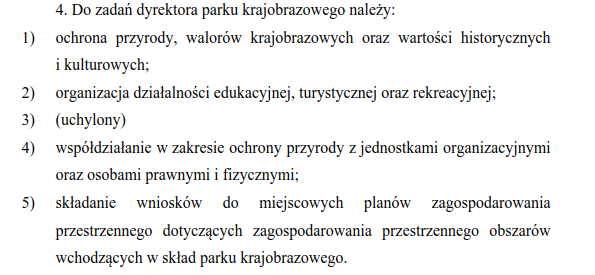 4. Do zadań dyrektora parku krajobrazowego należy:
1) ochrona przyrody, walorów krajobrazowych oraz wartości historycznych
i kulturowych;
2) organizacja działalności edukacyjnej, turystycznej oraz rekreacyjnej;
3) (uchylony)
4) współdziałanie w zakresie ochrony przyrody z jednostkami organizacyjnymi
oraz osobami prawnymi i fizycznymi;
5) składanie wniosków do miejscowych planów zagospodarowania
przestrzennego dotyczących zagospodarowania przestrzennego obszarów
wchodzących w skład parku krajobrazowego.